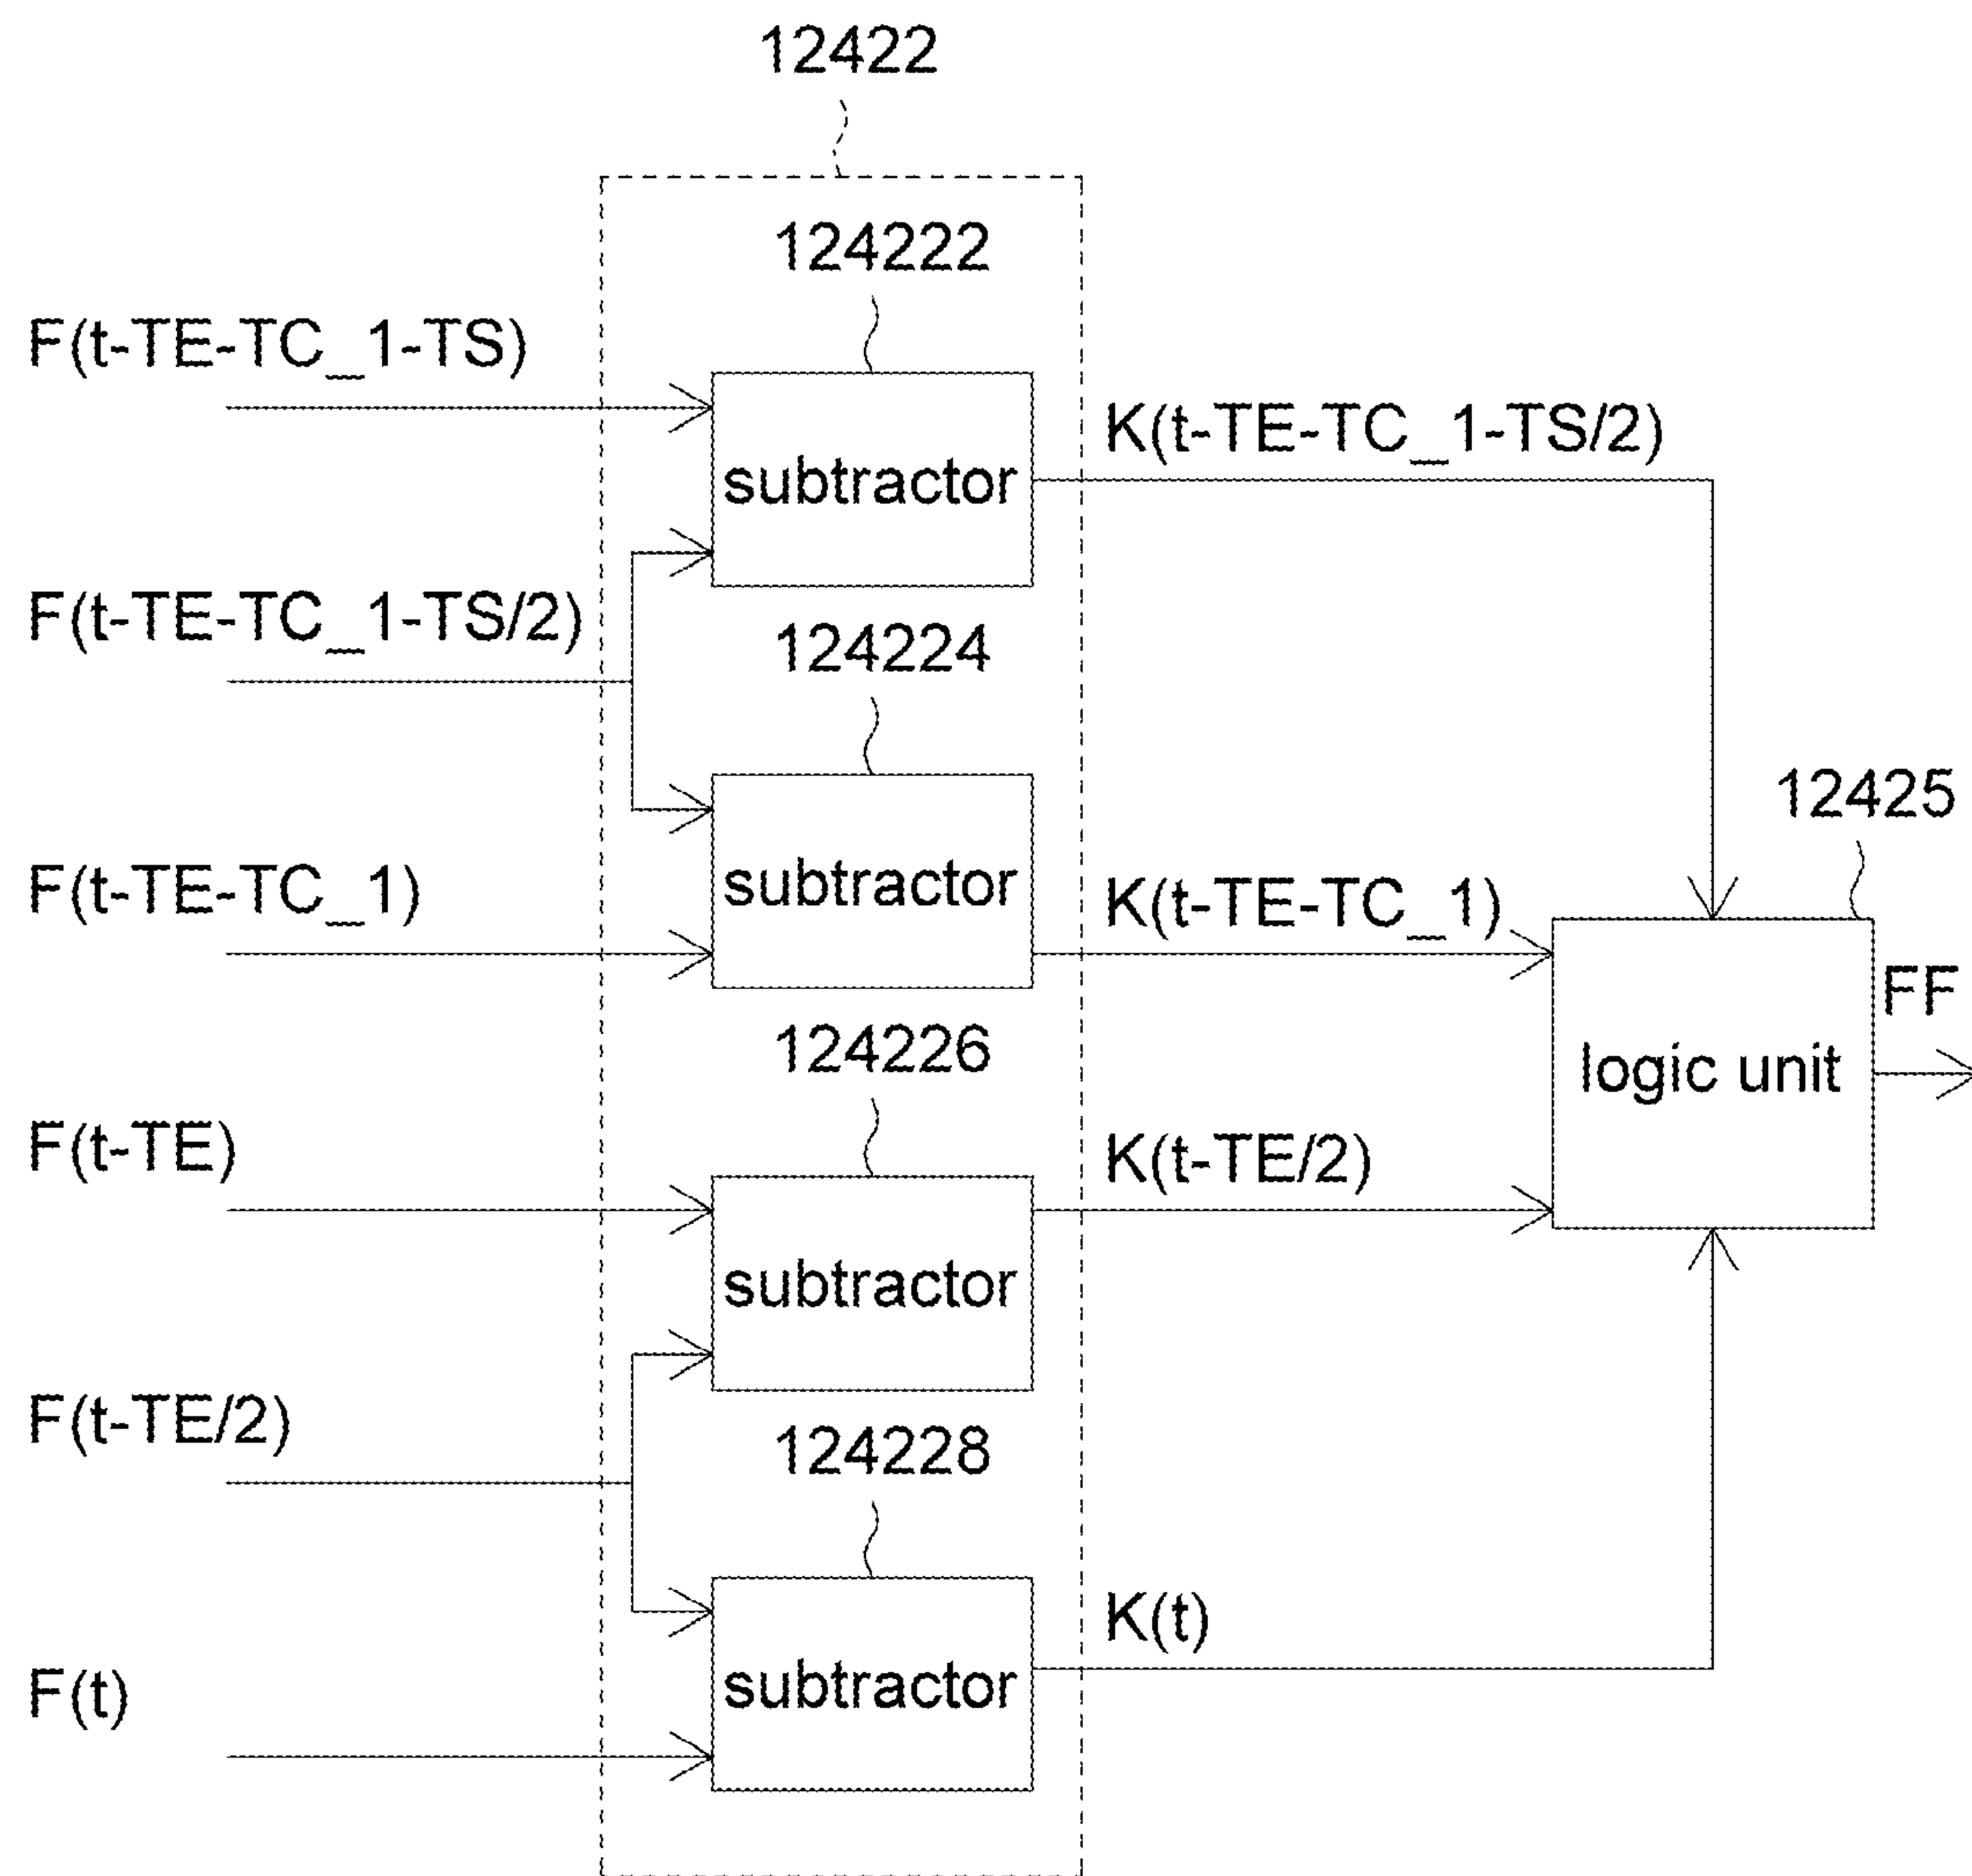 12422
124222
F(t-TE-TC_1-TS)
K(t-TE-TC_1-TS/2)
subtractor
F(t-TE-TC_1-TS/2)
124224
12425
F(t-TE-TC_1)
subtractor
K(t-TE-TC_1)
FF
124226
logic unit
F(t-TE)
K(t-TE/2)
subtractor
F(t-TE/2)
124228
K(t)
F(t)
subtractor